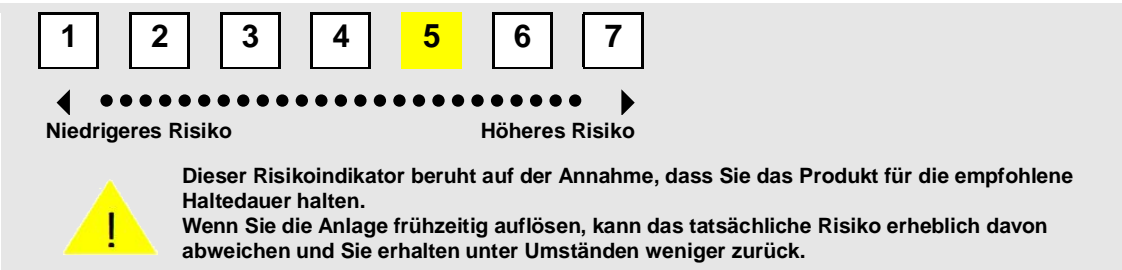 1 2 3 4 5 6 7
Niedrigeres Risiko Höheres Risiko
!
Dieser Risikoindikator beruht auf der Annahme, dass Sie das Produkt für die empfohlene
Haltedauer halten.
Wenn Sie die Anlage frühzeitig auflösen, kann das tatsächliche Risiko erheblich davon
abweichen und Sie erhalten unter Umständen weniger zurück.